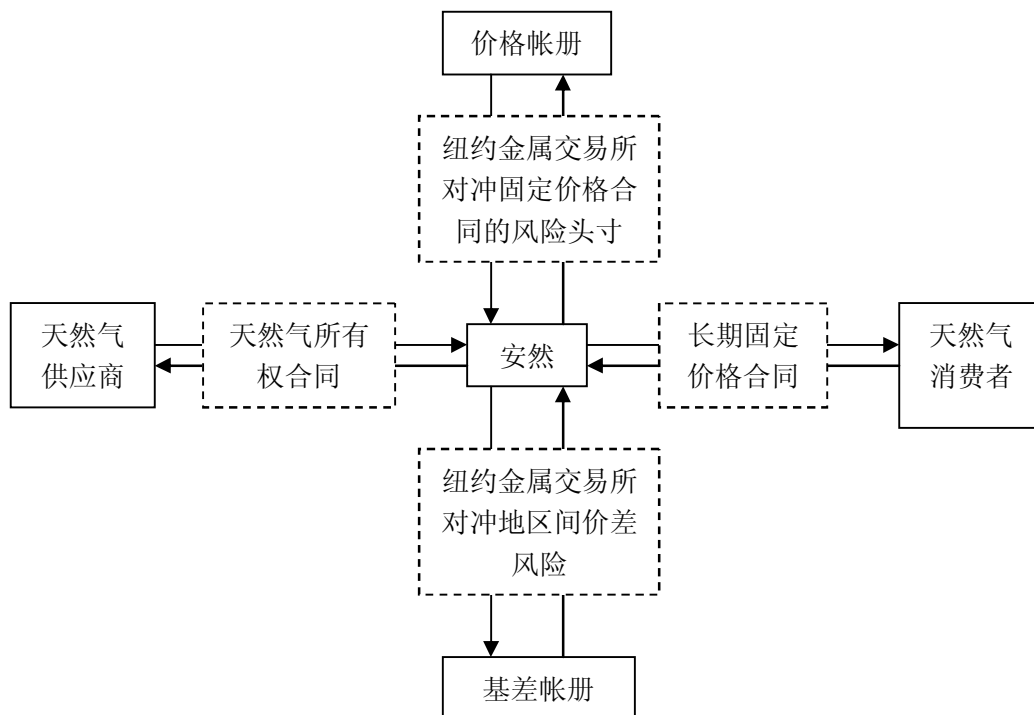 价格帐册
纽约金属交易所
对冲固定价格合
同的风险头寸
天然气
供应商
天然气所有
权合同
安然
长期固定
价格合同
天然气
消费者
纽约金属交易所
对冲地区间价差
风险
基差帐册